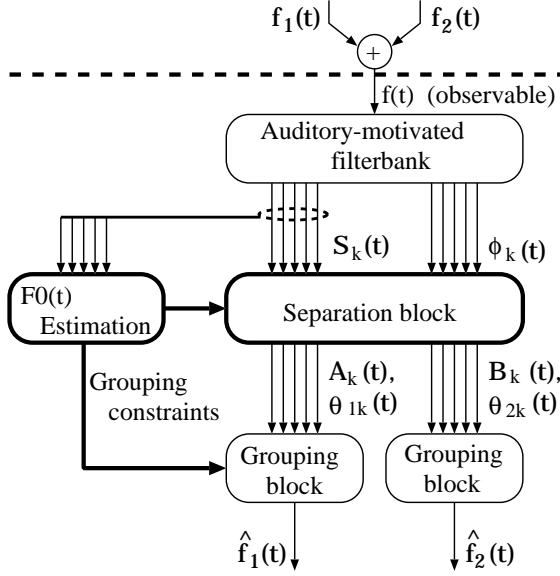 f₁(t) f₂(t)
+
f(t) (observable)
Auditory-motivated
filterbank
Sₖ(t) ϕₖ(t)
F0(t)
Estimation
Separation block
Grouping
constraints
Aₖ(t),
θ₁ₖ(t)
Bₖ(t),
θ₂ₖ(t)
Grouping
block
Grouping
block
f̂₁(t) f̂₂(t)